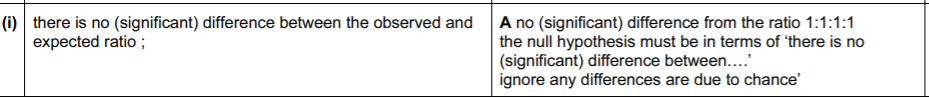 (i) there is no (significant) difference between the observed and
expected ratio ;
A no (significant) difference from the ratio 1:1:1:1
the null hypothesis must be in terms of ‘there is no
(significant) difference between….’
ignore any differences are due to chance’